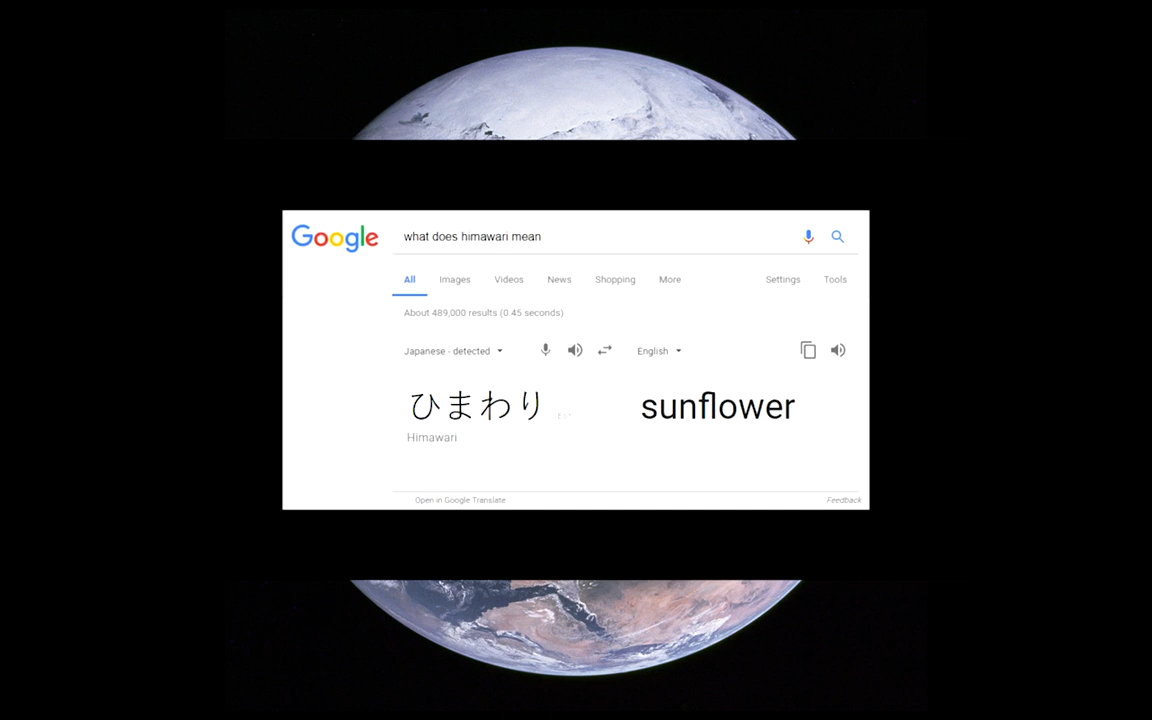 Google what does himawari mean
All Images Videos News Shopping More Settings Tools
About 489,000 results (0.45 seconds)
Japanese - detected English
ひまわり sunflower
Himawari
Open in Google Translate Feedback